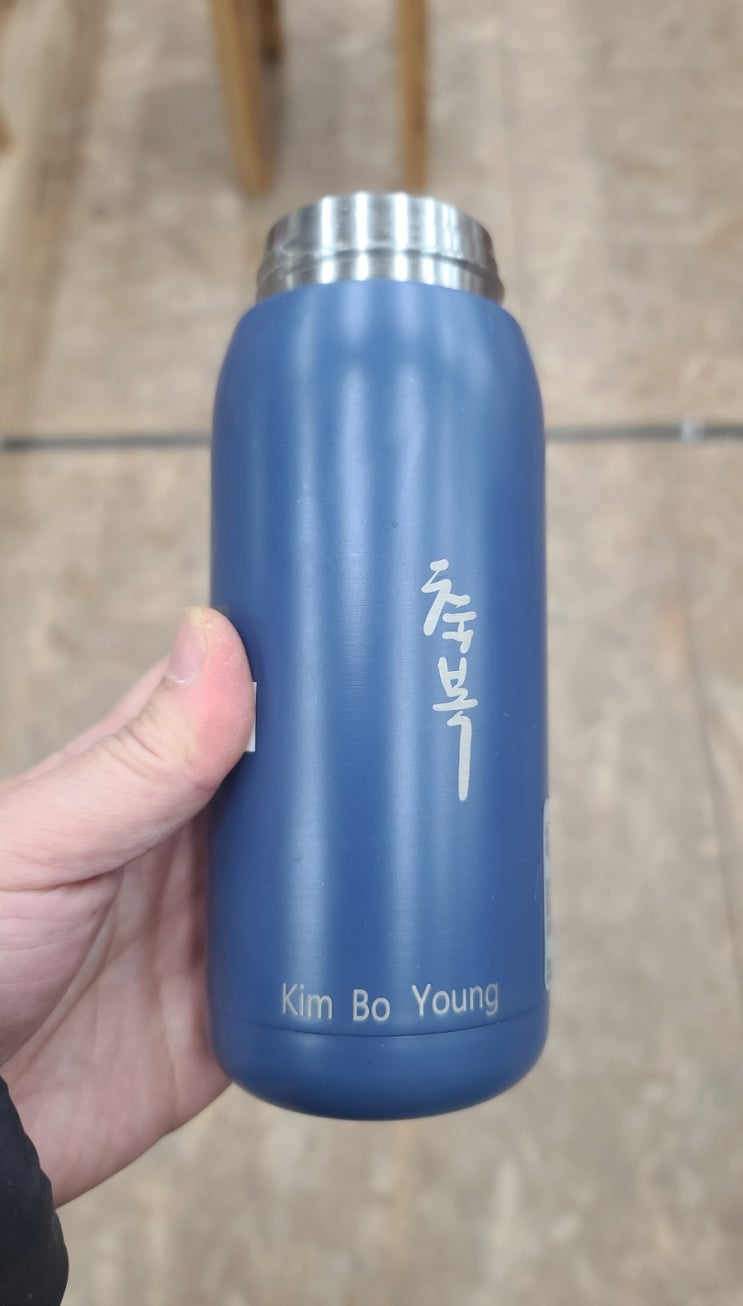 축복
Kim Bo Young